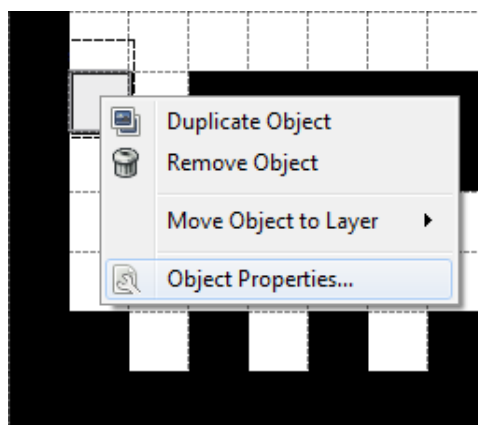 Duplicate Object
Remove Object
Move Object to Layer
Object Properties...